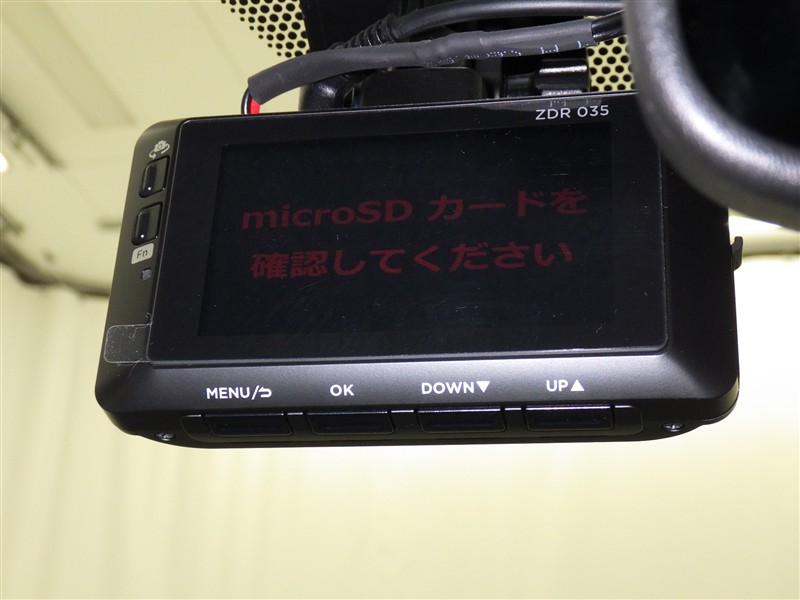 ZDR 035
microSD カードを
確認してください
Fn
MENU/⮌
OK
DOWN▼
UP▲